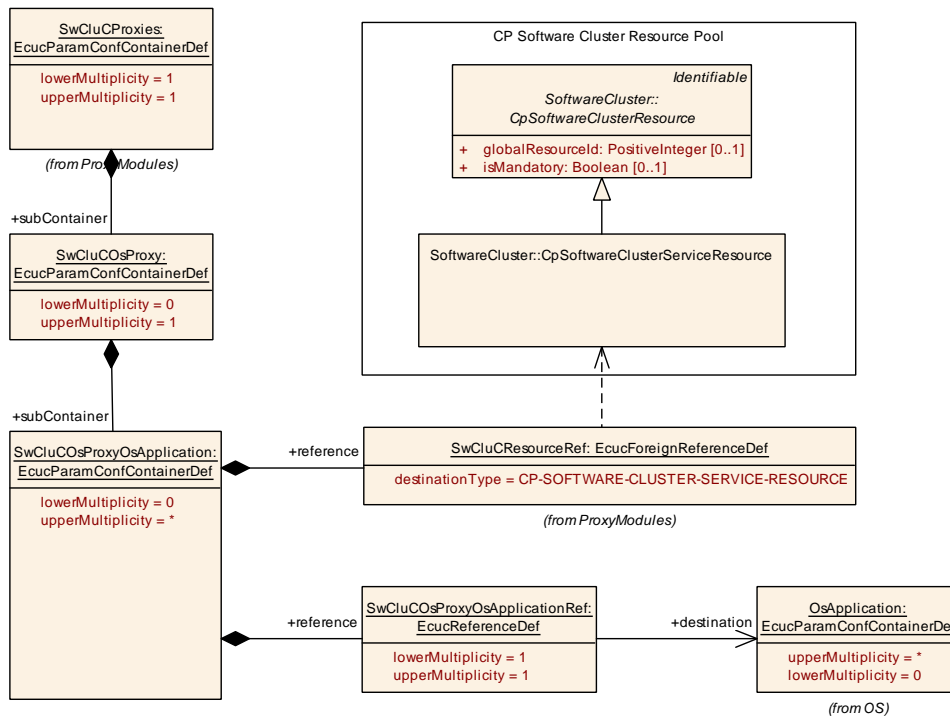 SwCluCProxies:
EcucParamConfContainerDef
lowerMultiplicity = 1
upperMultiplicity = 1
(from ProxyModules)
+subContainer
SwCluCOsProxy:
EcucParamConfContainerDef
lowerMultiplicity = 0
upperMultiplicity = 1
+subContainer
SwCluCOsProxyOsApplication:
EcucParamConfContainerDef
lowerMultiplicity = 0
upperMultiplicity = *
CP Software Cluster Resource Pool
Identifiable
SoftwareCluster::
CpSoftwareClusterResource
+ globalResourceId: PositiveInteger [0..1]
+ isMandatory: Boolean [0..1]
SoftwareCluster::CpSoftwareClusterServiceResource
+reference
SwCluCResourceRef: EcucForeignReferenceDef
destinationType = CP-SOFTWARE-CLUSTER-SERVICE-RESOURCE
(from ProxyModules)
+reference
SwCluCOsProxyOsApplicationRef:
EcucReferenceDef
lowerMultiplicity = 1
upperMultiplicity = 1
+destination
OsApplication:
EcucParamConfContainerDe
upperMultiplicity = *
lowerMultiplicity = 0
(from OS)